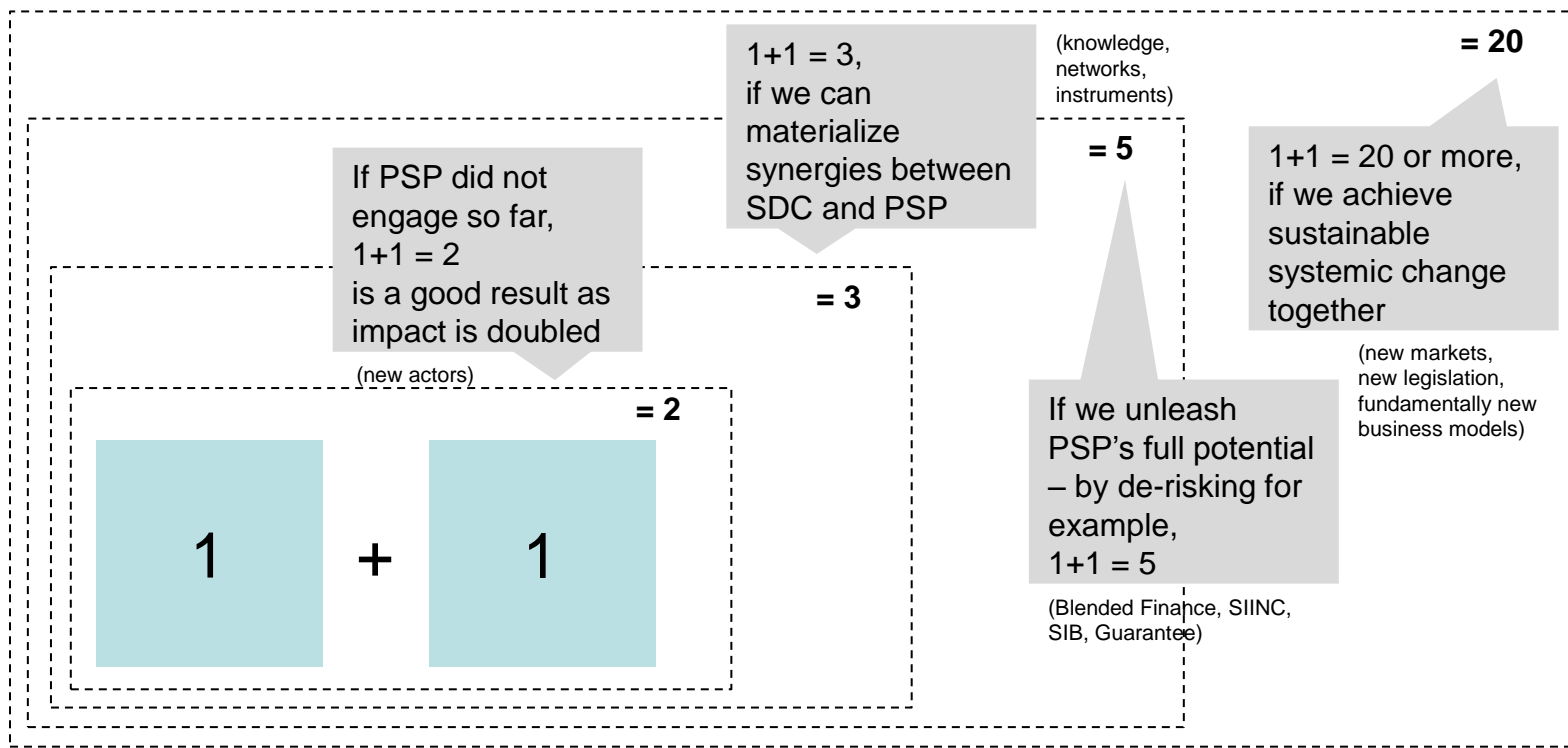 1+1 = 3,
if we can
materialize
synergies between
SDC and PSP
(knowledge,
networks,
instruments)
= 20
1+1 = 20 or more,
if we achieve
sustainable
systemic change
together
(new markets,
new legislation,
fundamentally new
business models)
= 5
If PSP did not
engage so far,
1+1 = 2
is a good result as
impact is doubled
(new actors)
= 3
= 2
1 + 1
If we unleash
PSP’s full potential
– by de-risking for
example,
1+1 = 5
(Blended Finance, SIINC,
SIB, Guarantee)